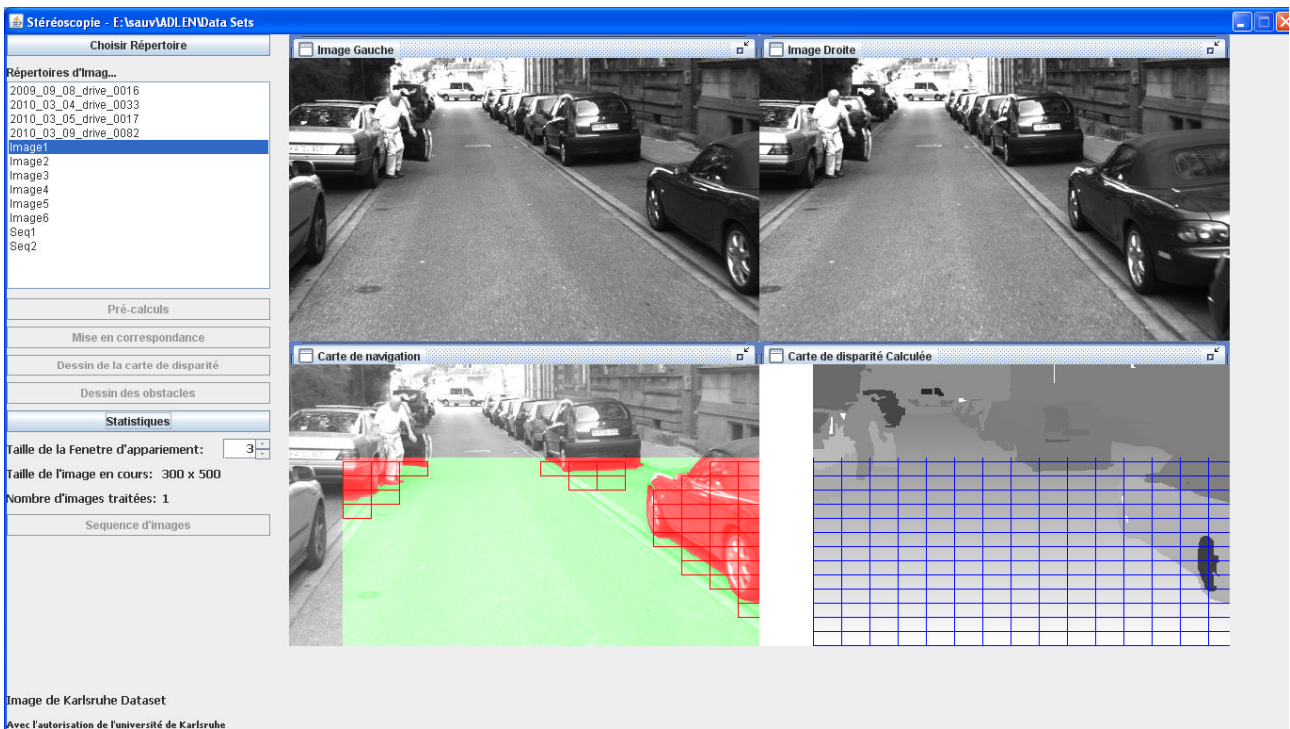 Stéréoscopie - E:\sauv\ADLEN\Data Sets
Choisir Répertoire
Répertoires d'Imag...
2009_09_08_drive_0016
2010_03_04_drive_0033
2010_03_05_drive_0017
2010_03_09_drive_0082
Image1
Image2
Image3
Image4
Image5
Image6
Seq1
Seq2
Pré-calculs
Mise en correspondance
Dessin de la carte de disparité
Dessin des obstacles
Statistiques
Taille de la Fenetre d'appariement: 3
Taille de l'image en cours: 300 x 500
Nombre d'images traitées: 1
Sequence d'images
Image de Karlsruhe Dataset
Avec l'autorisation de l'université de Karlsruhe
Image Gauche
Image Droite
Carte de navigation
Carte de disparité Calculée